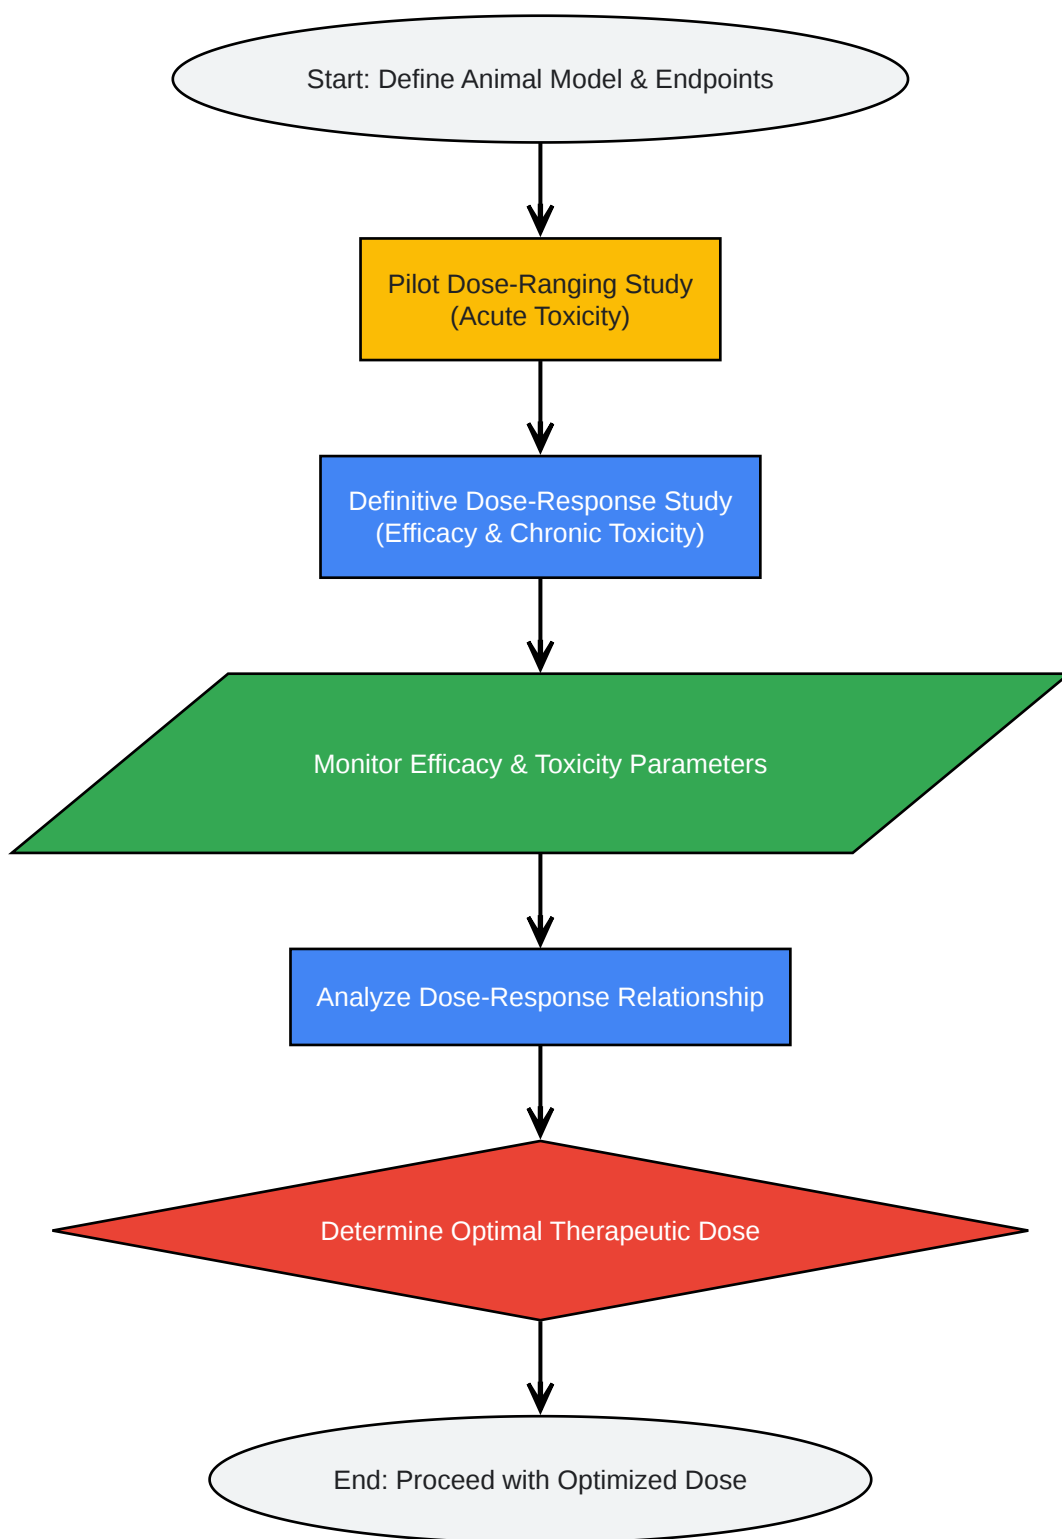 Start: Define Animal Model & Endpoints
Pilot Dose-Ranging Study
(Acute Toxicity)
Definitive Dose-Response Study
(Efficacy & Chronic Toxicity)
Monitor Efficacy & Toxicity Parameters
Analyze Dose-Response Relationship
Determine Optimal Therapeutic Dose
End: Proceed with Optimized Dose